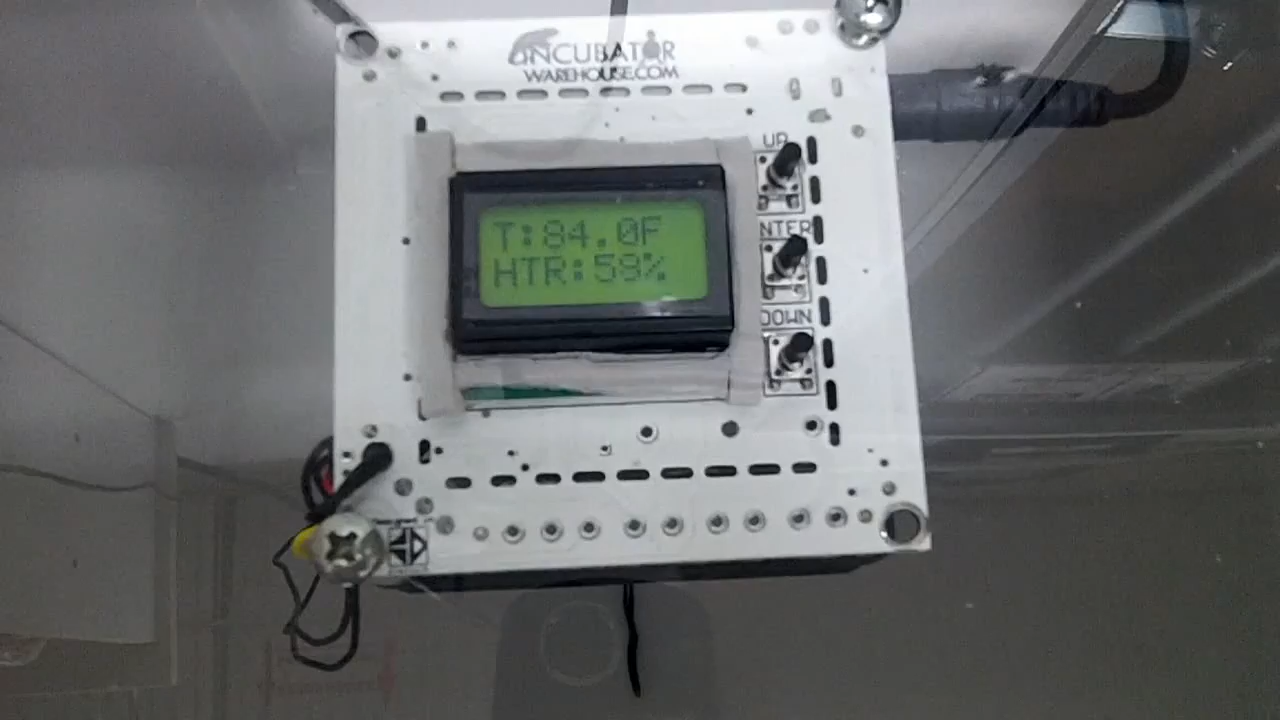 INCUBATOR
WAREHOUSE.COM
UP
T:84.0F
NTER
HTR:58%
DOWN